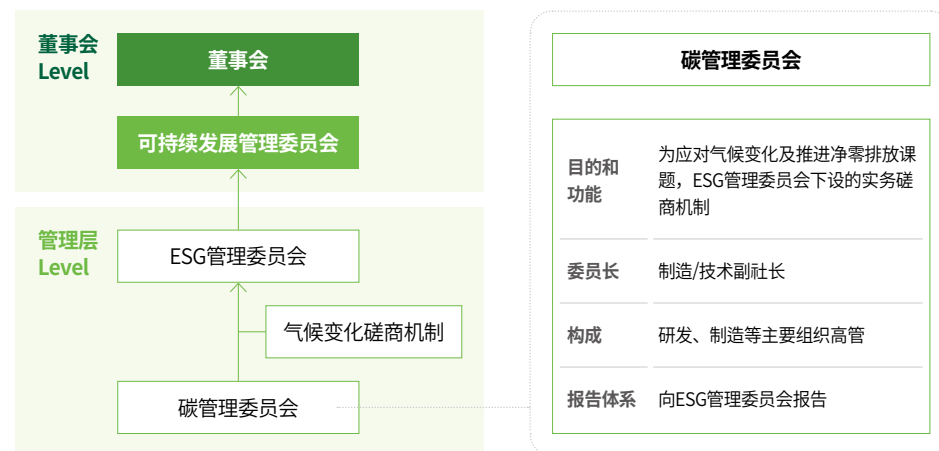 董事会
Level
董事会
可持续发展管理委员会
管理层
Level
ESG管理委员会
气候变化磋商机制
碳管理委员会
碳管理委员会
目的和
功能
为应对气候变化及推进净零排放课
题，ESG管理委员会下设的实务磋
商机制
委员长
制造/技术副社长
构成
研发、制造等主要组织高管
报告体系
向ESG管理委员会报告